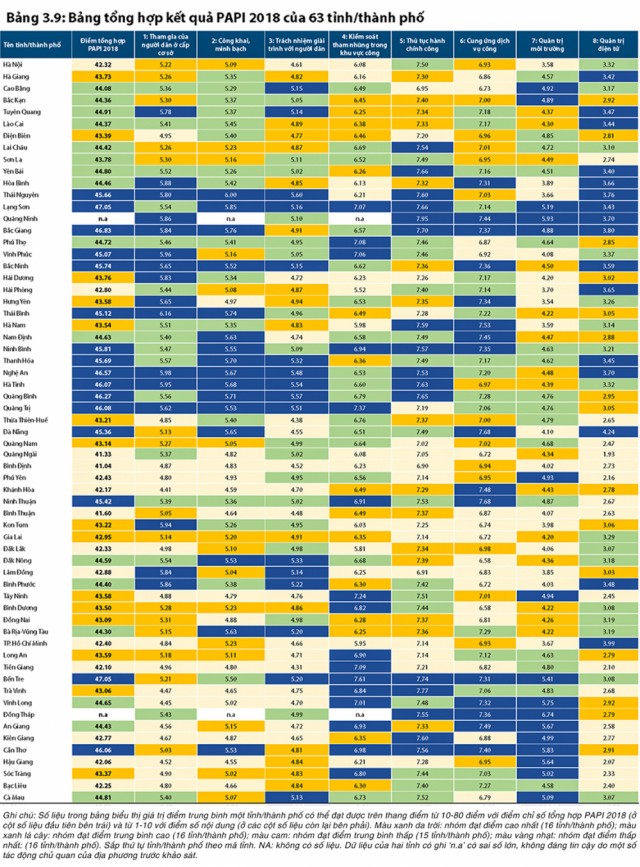 Bảng 3.9: Bảng tổng hợp kết quả PAPI 2018 của 63 tỉnh/thành phố
Tên tỉnh/thành phố Điểm tổng hợp PAPI 2018 1: Tham gia của người dân ở cấp cơ sở 2: Công khai, minh bạch 3: Trách nhiệm giải trình với người dân 4: Kiểm soát tham nhũng trong khu vực công 5: Thủ tục hành chính công 6: Cung ứng dịch vụ công 7: Quản trị môi trường 8: Quản trị điện tử
Hà Nội 42.32 5.22 5.09 4.61 6.08 7.50 6.93 3.58 3.32
Hà Giang 43.73 5.26 5.35 4.82 6.16 7.30 6.86 4.57 3.42
Cao Bằng 44.08 5.36 5.29 5.15 6.49 6.95 6.73 4.92 3.17
Bắc Kạn 44.36 5.30 5.37 5.05 6.45 7.40 7.00 4.89 2.92
Tuyên Quang 44.91 5.78 5.37 5.14 6.25 7.34 7.18 4.37 3.47
Lào Cai 44.37 5.41 5.45 4.89 6.38 7.33 7.17 4.30 3.44
Điện Biên 43.39 4.95 5.40 4.77 6.46 7.20 6.96 4.85 2.81
Lai Châu 44.42 5.26 5.23 4.87 6.69 7.54 7.01 4.72 3.10
Sơn La 43.78 5.30 5.16 5.11 6.52 7.49 6.95 4.49 2.74
Yên Bái 44.80 5.52 5.26 5.02 6.26 7.66 7.16 4.51 3.40
Hòa Bình 44.46 5.88 5.42 4.85 6.13 7.32 7.31 3.89 3.66
Thái Nguyên 45.66 5.80 6.00 5.60 6.21 7.60 7.03 3.66 3.76
Lạng Sơn 47.05 5.54 5.85 5.16 7.07 7.66 7.14 5.19 3.43
Quảng Ninh n.a 5.86 n.a 5.10 n.a 7.95 7.44 5.93 3.70
Bắc Giang 46.83 5.84 5.76 4.91 6.57 7.70 7.37 4.88 3.80
Phú Thọ 44.72 5.46 5.41 4.95 7.08 7.46 6.87 4.64 2.85
Vĩnh Phúc 45.07 5.96 5.16 5.05 7.06 7.46 6.92 4.08 3.37
Bắc Ninh 45.74 5.65 5.52 5.15 6.62 7.36 7.36 4.50 3.59
Hải Dương 43.76 5.83 5.34 4.72 6.23 7.26 7.17 4.20 3.02
Hải Phòng 42.80 5.44 5.08 4.87 5.52 7.40 7.14 3.70 3.65
Hưng Yên 43.58 5.65 4.97 4.94 6.53 7.35 7.34 3.54 3.26
Thái Bình 45.12 6.16 5.74 4.96 6.49 7.28 7.22 4.22 3.05
Hà Nam 43.54 5.51 5.35 4.83 5.98 7.59 7.53 3.59 3.14
Nam Định 44.63 5.40 5.63 4.74 6.58 7.49 7.45 4.47 2.88
Ninh Bình 45.81 5.47 5.55 5.09 6.94 7.57 7.35 4.63 3.21
Thanh Hóa 45.69 5.57 5.70 5.32 6.36 7.49 7.17 4.62 3.45
Nghệ An 46.57 5.98 5.67 5.48 6.53 7.53 7.20 4.48 3.70
Hà Tĩnh 46.07 5.95 5.68 5.54 6.60 7.63 6.97 4.39 3.32
Quảng Bình 46.27 5.56 5.71 5.57 6.79 7.65 7.28 4.76 2.95
Quảng Trị 46.08 5.62 5.53 5.51 7.37 7.19 7.06 4.76 3.05
Thừa Thiên-Huế 43.21 4.85 5.40 4.38 6.76 7.37 7.00 4.79 2.65
Đà Nẵng 45.36 5.13 5.65 4.95 6.51 7.49 7.68 4.10 4.24
Quảng Nam 43.14 5.27 5.05 4.99 6.64 7.02 7.02 4.68 2.47
Quảng Ngãi 41.33 5.37 4.82 5.02 6.08 7.05 6.72 4.34 1.93
Bình Định 41.04 4.87 4.83 4.52 6.23 6.90 6.94 4.02 2.73
Phú Yên 42.43 4.80 4.93 4.95 6.56 7.14 6.95 4.93 2.16
Khánh Hòa 42.17 4.41 4.59 4.70 6.49 7.29 7.48 4.43 2.78
Ninh Thuận 45.42 5.39 5.36 5.02 6.91 7.53 7.68 4.87 2.67
Bình Thuận 41.60 5.05 4.64 4.48 6.49 7.37 6.87 4.07 2.63
Kon Tum 43.22 5.94 5.26 4.95 6.03 7.25 6.74 3.98 3.06
Gia Lai 42.95 5.14 5.20 4.91 6.35 7.14 6.72 4.20 3.29
Đắk Lắk 42.33 4.98 5.10 4.98 5.81 7.34 6.98 4.06 3.07
Đắk Nông 44.59 5.54 5.53 5.33 5.68 7.39 6.58 4.36 3.18
Lâm Đồng 42.88 5.84 5.04 5.14 6.25 6.91 6.83 3.85 3.03
Bình Phước 44.40 5.86 5.38 5.22 6.30 7.42 6.72 4.03 3.48
Tây Ninh 43.58 4.88 4.79 4.76 7.24 7.51 7.01 4.94 2.45
Bình Dương 43.50 5.28 5.23 4.86 6.82 7.44 6.58 4.22 3.08
Đồng Nai 43.09 5.31 4.88 4.98 6.28 7.37 6.81 4.26 3.19
Bà Rịa-Vũng Tàu 44.30 5.15 5.63 5.20 6.25 7.36 7.29 4.22 3.19
TP. Hồ Chí Minh 42.40 4.84 5.23 4.66 5.95 7.14 6.93 3.67 3.99
Long An 43.59 5.18 5.11 4.71 6.90 7.14 7.12 4.63 2.79
Tiền Giang 42.10 4.96 4.80 4.31 7.09 7.21 6.82 4.80 2.10
Bến Tre 47.05 5.21 5.50 5.20 7.61 7.74 7.31 5.41 3.08
Trà Vinh 43.06 4.47 4.65 4.75 6.84 7.77 7.06 4.83 2.68
Vĩnh Long 44.65 4.45 5.02 4.70 7.01 7.48 7.32 5.75 2.92
Đồng Tháp n.a 5.43 n.a 4.99 n.a 7.55 7.36 4.74 2.79
An Giang 44.43 4.56 5.15 4.72 6.93 7.33 7.49 5.67 2.58
Kiên Giang 42.77 4.67 4.87 4.65 6.35 7.60 6.88 4.99 2.77
Cần Thơ 46.06 5.03 5.53 4.81 6.98 7.56 7.40 5.83 2.91
Hậu Giang 42.06 4.52 4.55 4.84 6.21 7.28 6.95 5.64 2.07
Sóc Trăng 43.37 4.90 5.02 4.83 6.80 7.44 7.03 5.02 2.33
Bạc Liêu 42.25 4.80 4.66 4.84 6.30 7.40 7.27 4.58 2.40
Cà Mau 44.81 5.40 5.07 5.13 6.73 7.52 6.79 5.09 3.07
Ghi chú: Số liệu trong bảng biểu thị giá trị điểm trung bình một tỉnh/thành phố có thể đạt được trên thang điểm từ 10-80 điểm với điểm chỉ số tổng hợp PAPI 2018 (ở
cột số liệu đầu tiên bên trái) và từ 1-10 với điểm số nội dung (ở các cột số liệu còn lại bên phải). Màu xanh da trời: nhóm đạt điểm cao nhất (16 tỉnh/thành phố); màu
xanh lá cây: nhóm đạt điểm trung bình cao (16 tỉnh/thành phố); màu cam: nhóm đạt điểm trung bình thấp (15 tỉnh/thành phố); màu vàng nhạt: nhóm đạt điểm thấp
nhất: (16 tỉnh/thành phố). Sắp thứ tự tỉnh/thành phố theo mã tỉnh. NA: không có số liệu. Dữ liệu của hai tỉnh có ghi 'n.a' có sai số lớn, không đáng tin cậy do một số
tác động chủ quan của địa phương trước khảo sát.